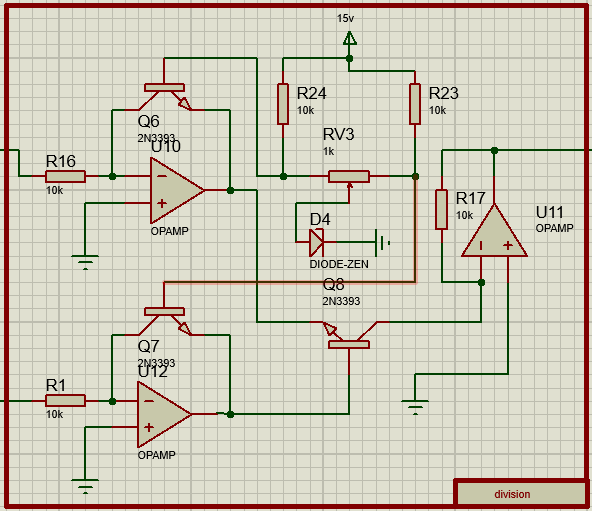 15v
R24
10k
R23
10k
Q6
2N3393
U10
RV3
1k
R16
10k
OPAMP
R17
10k
U11
OPAMP
D4
DIODE-ZEN
Q8
2N3393
Q7
2N3393
U12
R1
10k
OPAMP
division